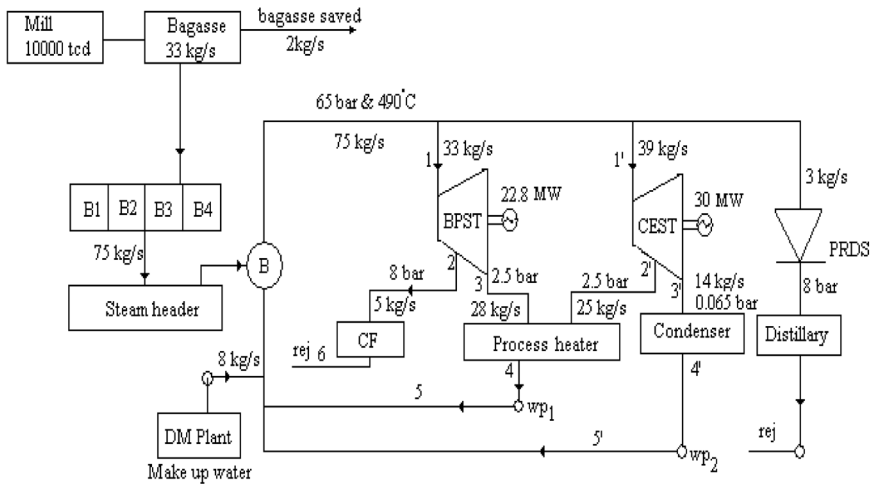 Mill
10000 tcd
Bagasse
33 kg/s
bagasse saved
2kg/s
65 bar & 490°C
75 kg/s
1
33 kg/s
1'
39 kg/s
3 kg/s
B1
B2
B3
B4
22.8 MW
BPST
30 MW
CEST
PRDS
75 kg/s
Steam header
B
8 bar
5 kg/s
2
3
2.5 bar
28 kg/s
2.5 bar
25 kg/s
2'
3'
14 kg/s
0.065 bar
8 bar
CF
rej
6
Process heater
Condenser
Distillary
8 kg/s
4
4'
5
wp1
DM Plant
Make up water
5'
wp2
rej